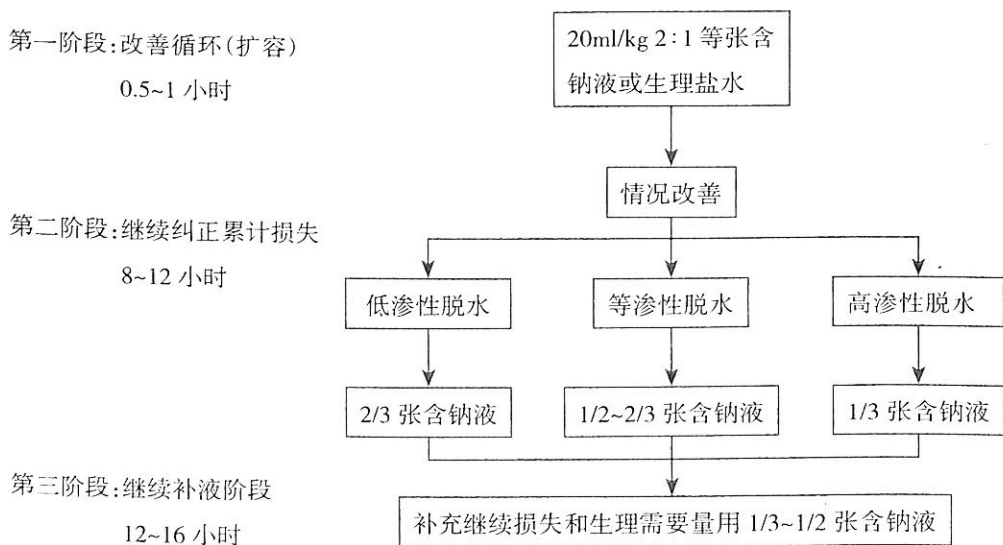 第一阶段:改善循环(扩容)
0.5~1 小时
20ml/kg 2∶1 等张含
钠液或生理盐水
情况改善
第二阶段:继续纠正累计损失
8~12 小时
低渗性脱水
等渗性脱水
高渗性脱水
2/3 张含钠液
1/2~2/3 张含钠液
1/3 张含钠液
第三阶段:继续补液阶段
12~16 小时
补充继续损失和生理需要量用 1/3~1/2 张含钠液